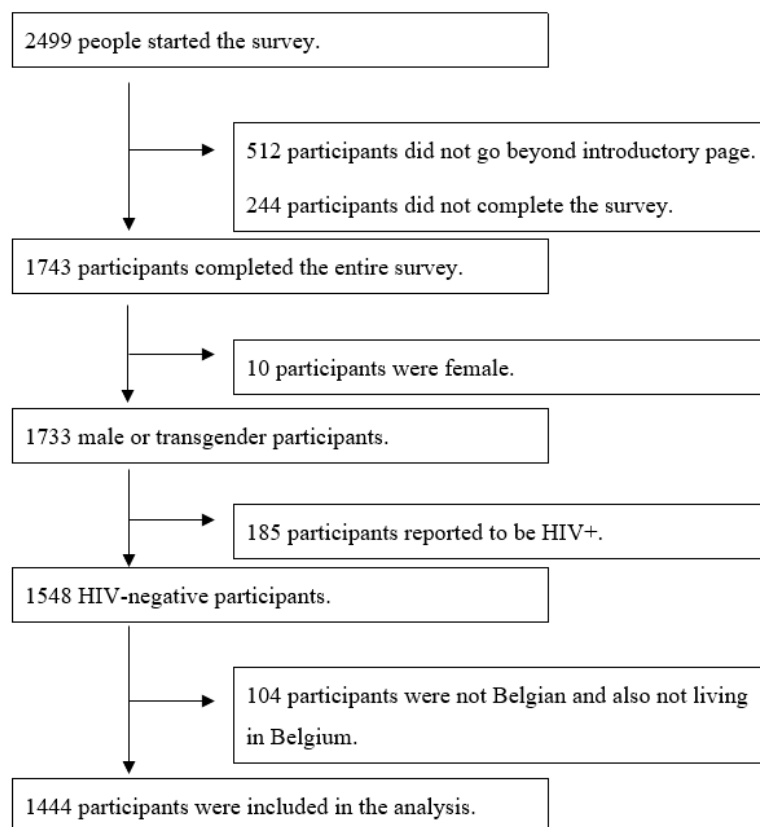 2499 people started the survey.
512 participants did not go beyond introductory page.
244 participants did not complete the survey.
1743 participants completed the entire survey.
10 participants were female.
1733 male or transgender participants.
185 participants reported to be HIV+.
1548 HIV-negative participants.
104 participants were not Belgian and also not living
in Belgium.
1444 participants were included in the analysis.